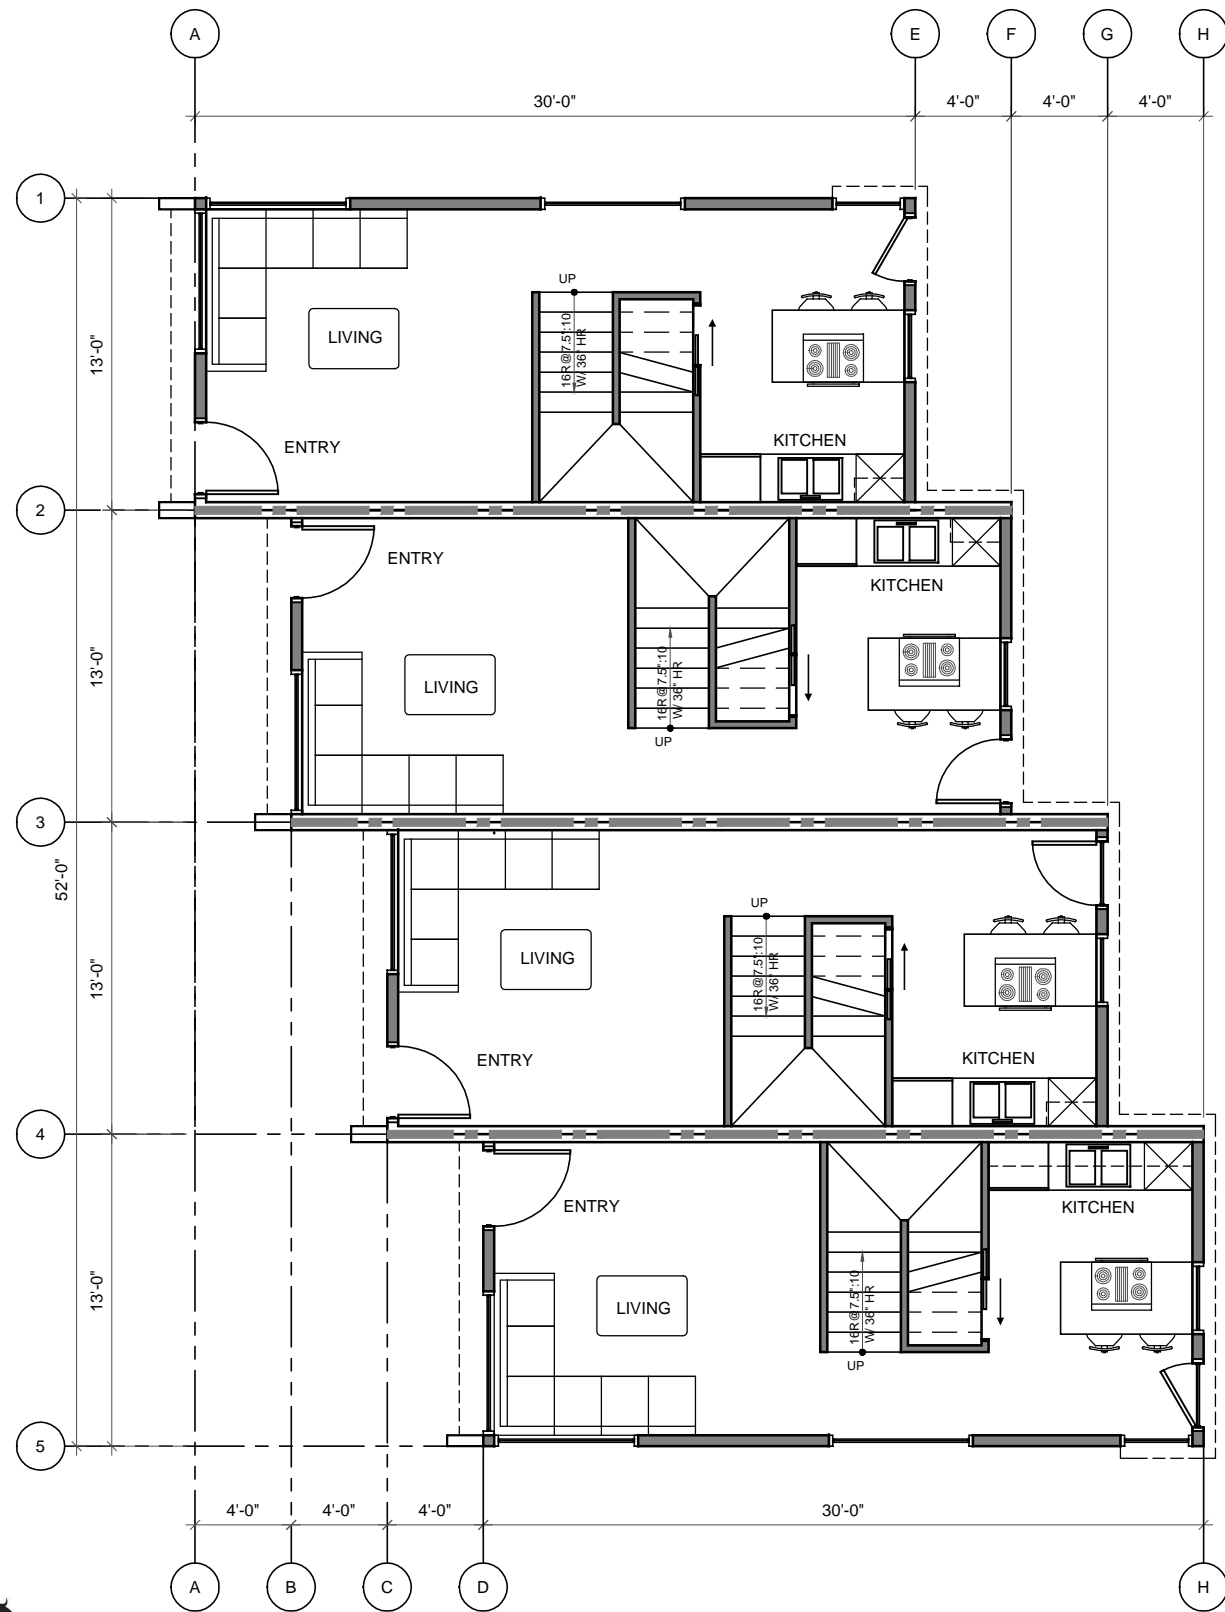 A
E
F
G
H
30'-0"
4'-0"
4'-0"
4'-0"
1
13'-0"
UP
16R@7.5":10
W/ 36" HR
LIVING
ENTRY
KITCHEN
2
ENTRY
KITCHEN
13'-0"
LIVING
16R@7.5":10
W/ 36" HR
UP
3
52'-0"
UP
16R@7.5":10
W/ 36" HR
LIVING
13'-0"
ENTRY
KITCHEN
4
ENTRY
KITCHEN
13'-0"
LIVING
16R@7.5":10
W/ 36" HR
UP
5
4'-0"
4'-0"
4'-0"
30'-0"
A
B
C
D
H